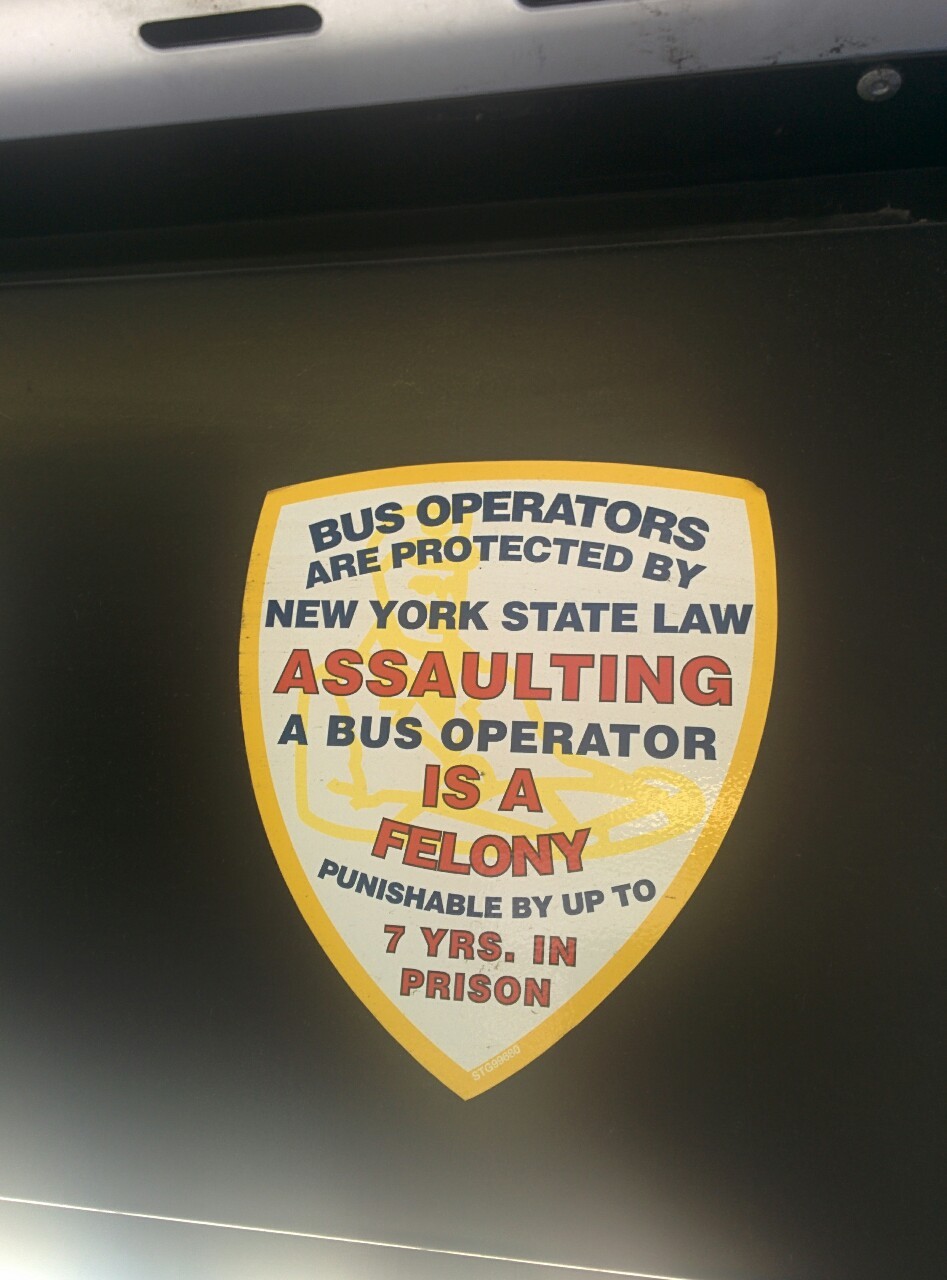 BUS OPERATORS
ARE PROTECTED BY
NEW YORK STATE LAW
ASSAULTING
A BUS OPERATOR
IS A
FELONY
PUNISHABLE BY UP TO
7 YRS. IN
PRISON
STG99680